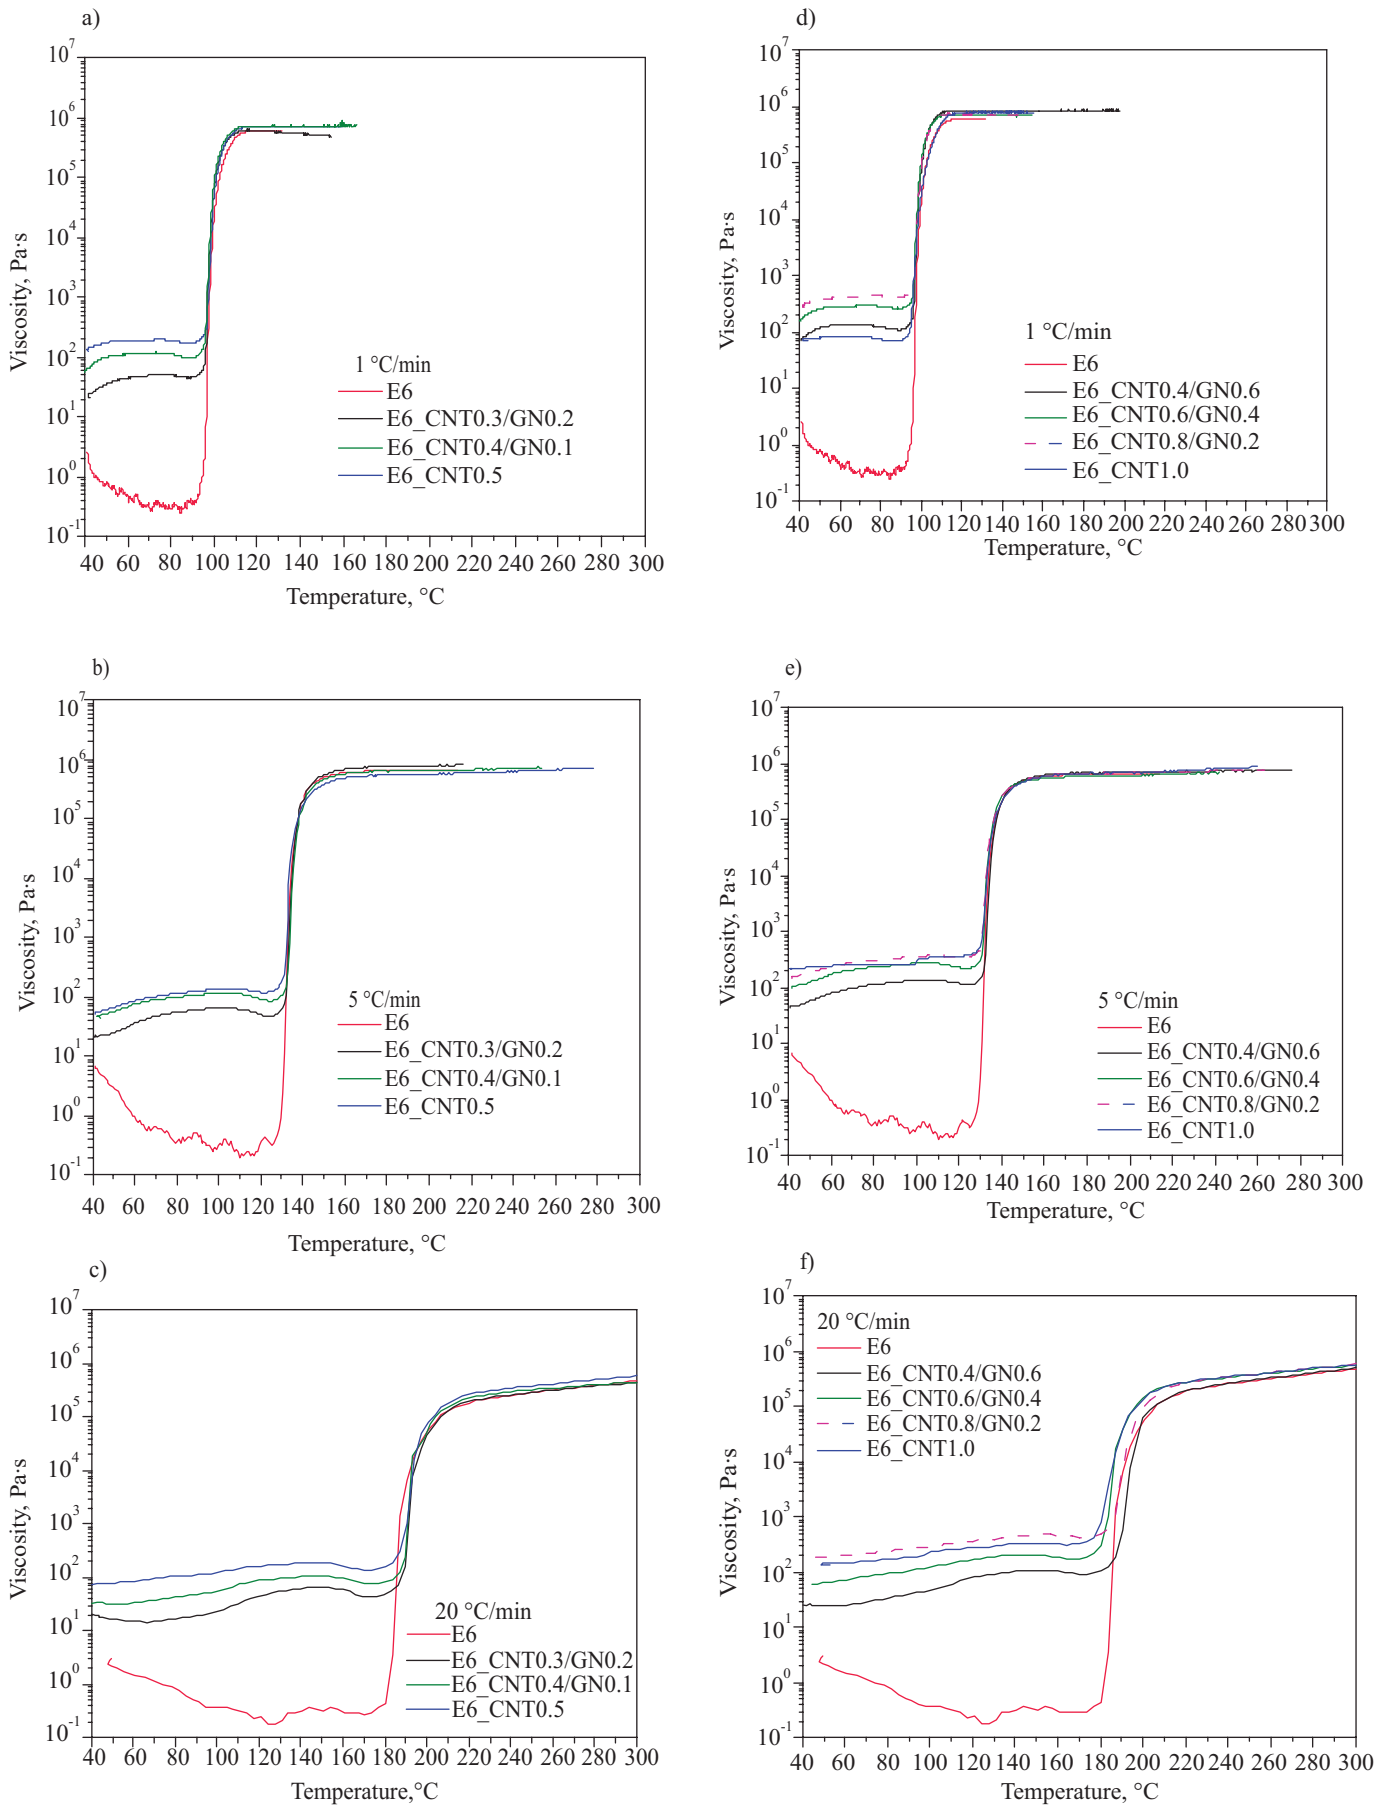 a)
10^7
10^6
10^5
10^4
10^3
10^2
10^1
10^0
10^-1
Viscosity, Pa·s
1 °C/min
E6
E6_CNT0.3/GN0.2
E6_CNT0.4/GN0.1
E6_CNT0.5
40 60 80 100 120 140 160 180 200 220 240 260 280 300
Temperature, °C
d)
10^7
10^6
10^5
10^4
10^3
10^2
10^1
10^0
10^-1
Viscosity, Pa·s
1 °C/min
E6
E6_CNT0.4/GN0.6
E6_CNT0.6/GN0.4
E6_CNT0.8/GN0.2
E6_CNT1.0
40 60 80 100 120 140 160 180 200 220 240 260 280 300
Temperature, °C
b)
10^7
10^6
10^5
10^4
10^3
10^2
10^1
10^0
10^-1
Viscosity, Pa·s
5 °C/min
E6
E6_CNT0.3/GN0.2
E6_CNT0.4/GN0.1
E6_CNT0.5
40 60 80 100 120 140 160 180 200 220 240 260 280 300
Temperature, °C
e)
10^7
10^6
10^5
10^4
10^3
10^2
10^1
10^0
10^-1
Viscosity, Pa·s
5 °C/min
E6
E6_CNT0.4/GN0.6
E6_CNT0.6/GN0.4
E6_CNT0.8/GN0.2
E6_CNT1.0
40 60 80 100 120 140 160 180 200 220 240 260 280 300
Temperature, °C
c)
10^7
10^6
10^5
10^4
10^3
10^2
10^1
10^0
10^-1
Viscosity, Pa·s
20 °C/min
E6
E6_CNT0.3/GN0.2
E6_CNT0.4/GN0.1
E6_CNT0.5
40 60 80 100 120 140 160 180 200 220 240 260 280 300
Temperature,°C
f)
10^7
10^6
10^5
10^4
10^3
10^2
10^1
10^0
10^-1
Viscosity, Pa·s
20 °C/min
E6
E6_CNT0.4/GN0.6
E6_CNT0.6/GN0.4
E6_CNT0.8/GN0.2
E6_CNT1.0
40 60 80 100 120 140 160 180 200 220 240 260 280 300
Temperature, °C